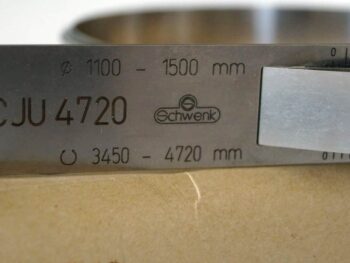 ø 1100 - 1500 mm
CJU 4720
Schwenk
3450 - 4720 mm